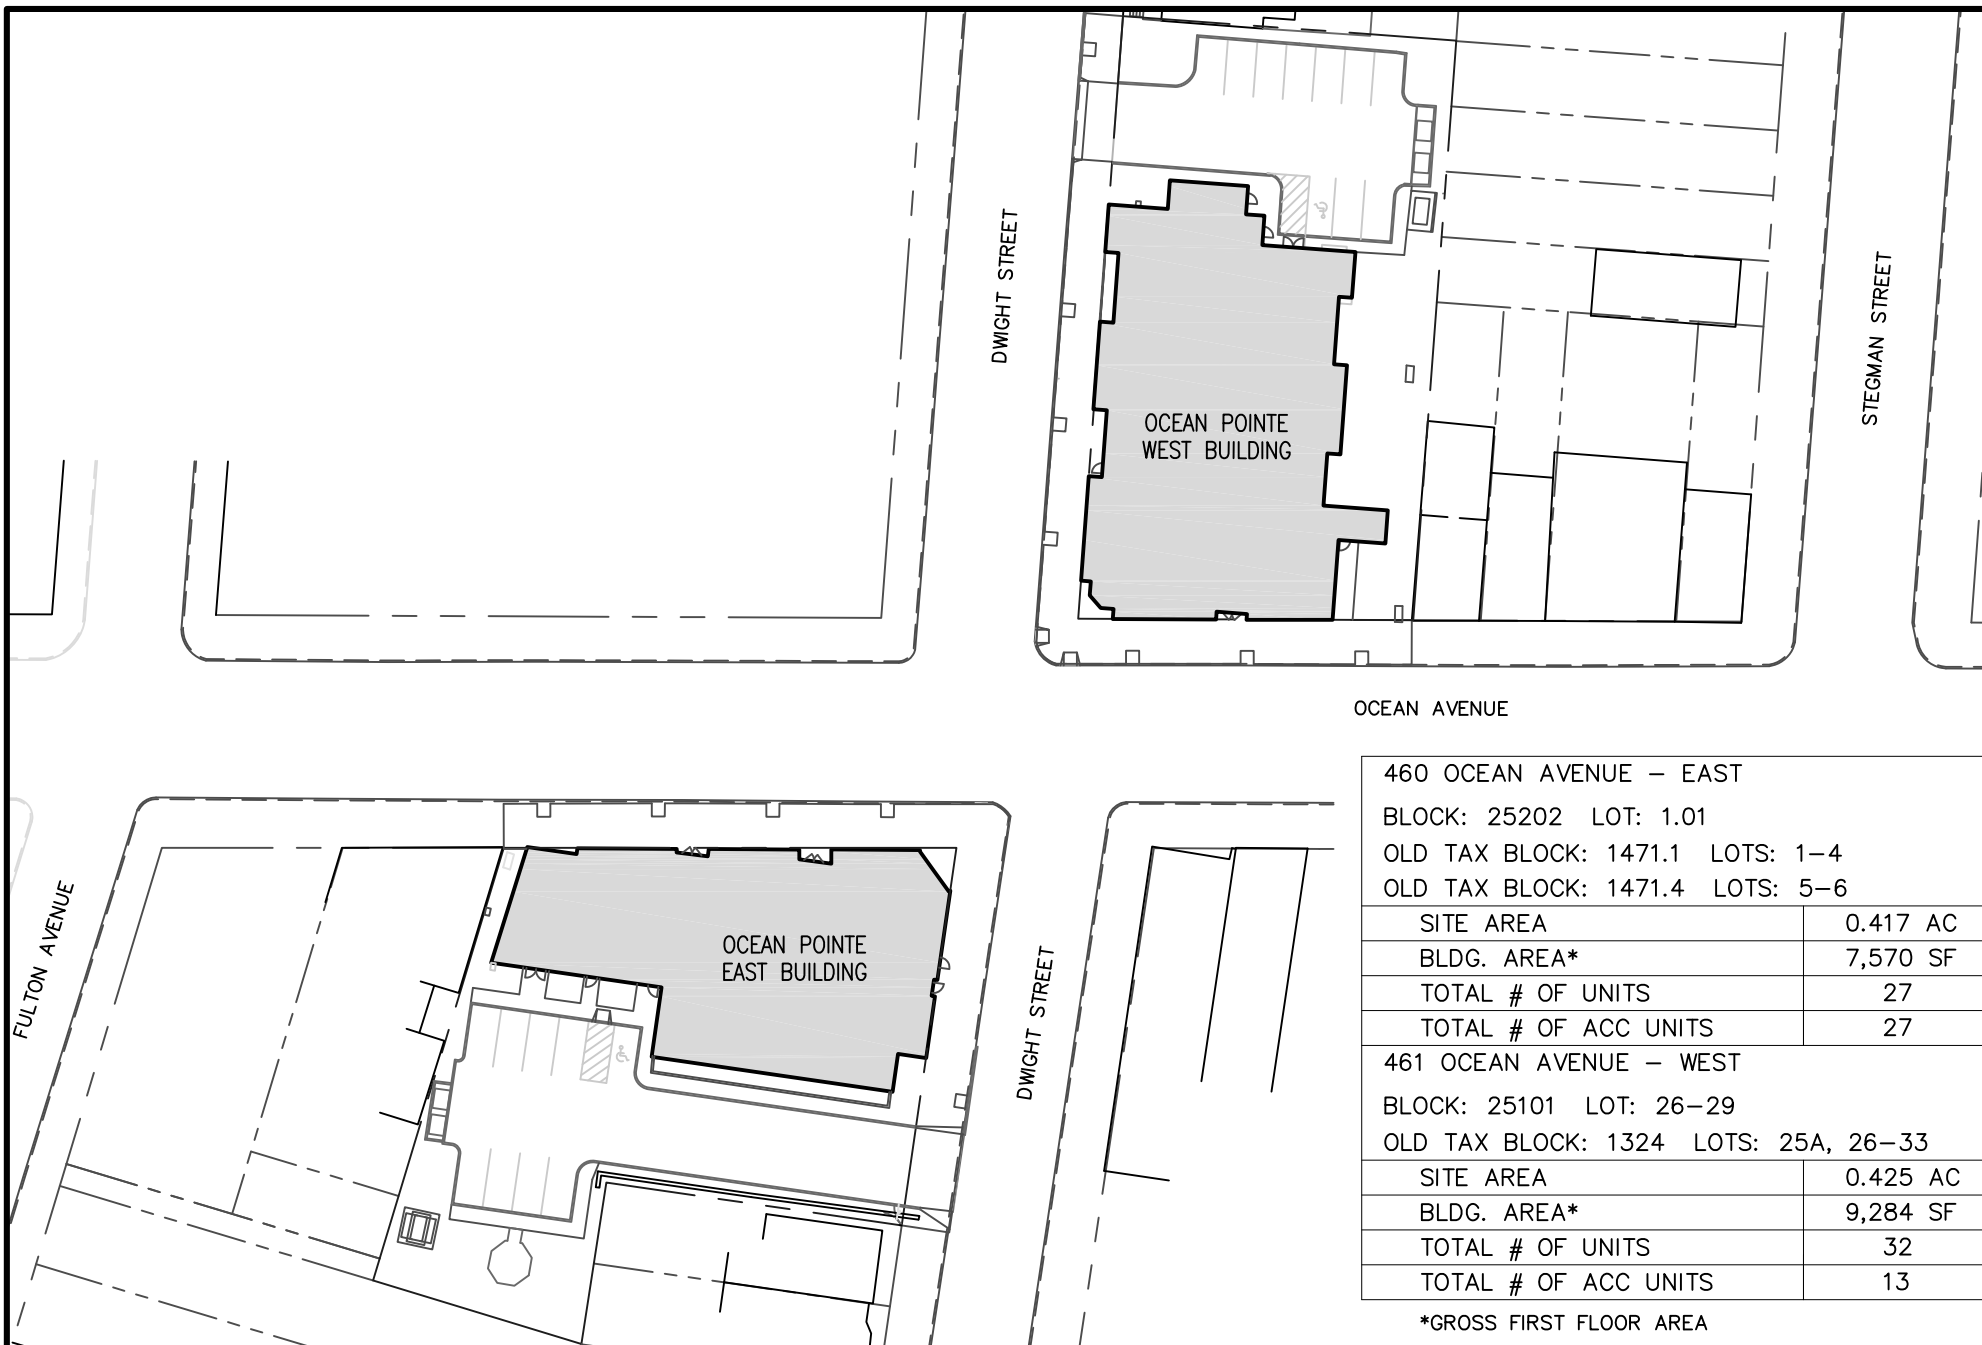 DWIGHT STREET
STEGMAN STREET
OCEAN POINTE
WEST BUILDING
OCEAN AVENUE
FULTON AVENUE
OCEAN POINTE
EAST BUILDING
DWIGHT STREET
460 OCEAN AVENUE – EAST
BLOCK: 25202 LOT: 1.01
OLD TAX BLOCK: 1471.1 LOTS: 1–4
OLD TAX BLOCK: 1471.4 LOTS: 5–6
SITE AREA 0.417 AC
BLDG. AREA* 7,570 SF
TOTAL # OF UNITS 27
TOTAL # OF ACC UNITS 27
461 OCEAN AVENUE – WEST
BLOCK: 25101 LOT: 26–29
OLD TAX BLOCK: 1324 LOTS: 25A, 26–33
SITE AREA 0.425 AC
BLDG. AREA* 9,284 SF
TOTAL # OF UNITS 32
TOTAL # OF ACC UNITS 13
*GROSS FIRST FLOOR AREA